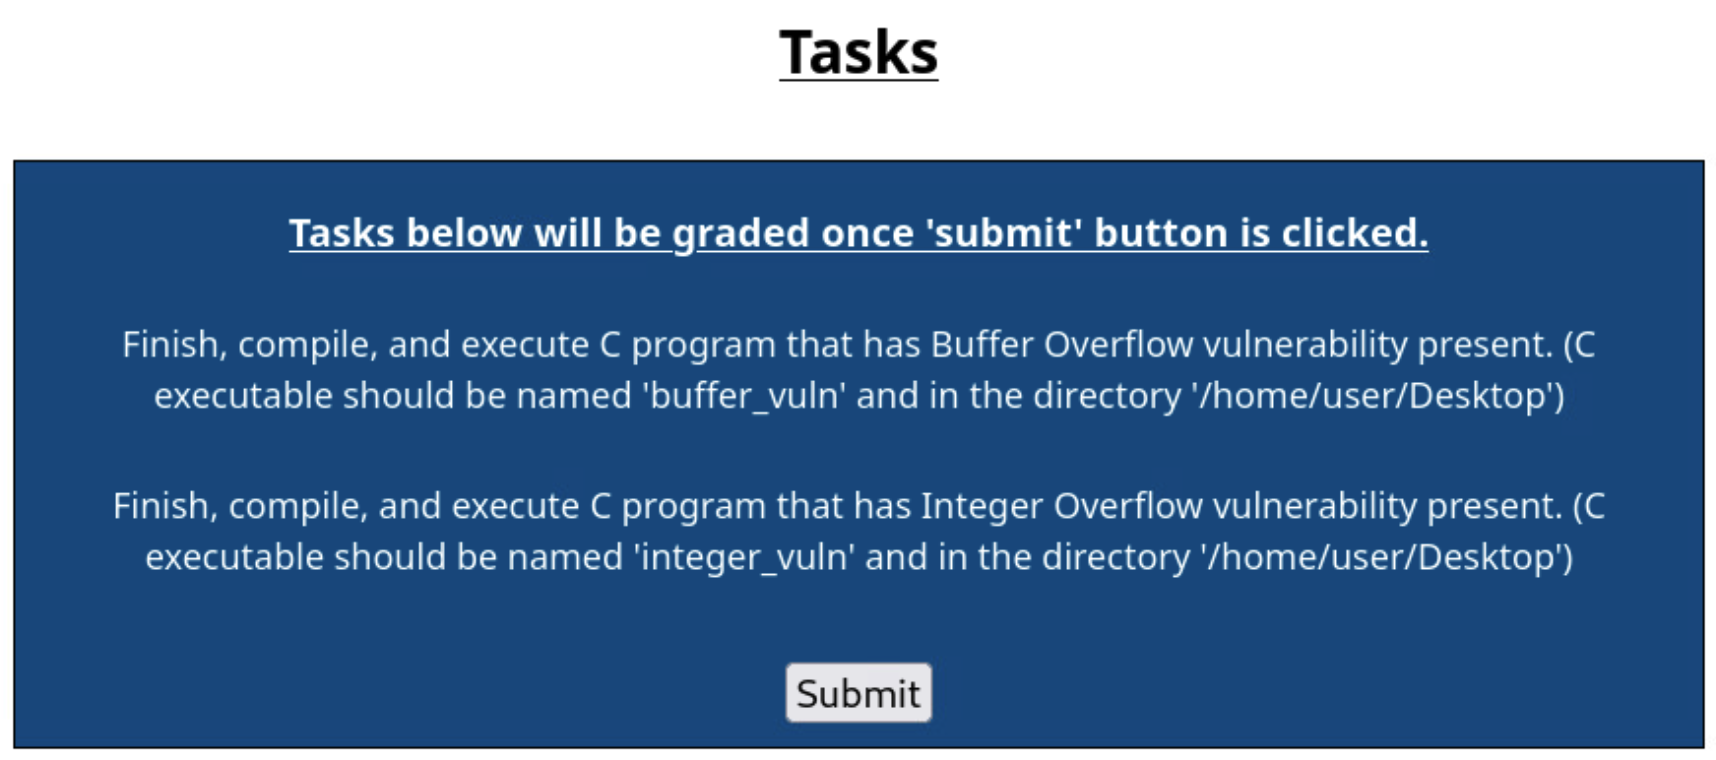 Tasks
Tasks below will be graded once 'submit' button is clicked.
Finish, compile, and execute C program that has Buffer Overflow vulnerability present. (C
executable should be named 'buffer_vuln' and in the directory '/home/user/Desktop')
Finish, compile, and execute C program that has Integer Overflow vulnerability present. (C
executable should be named 'integer_vuln' and in the directory '/home/user/Desktop')
Submit